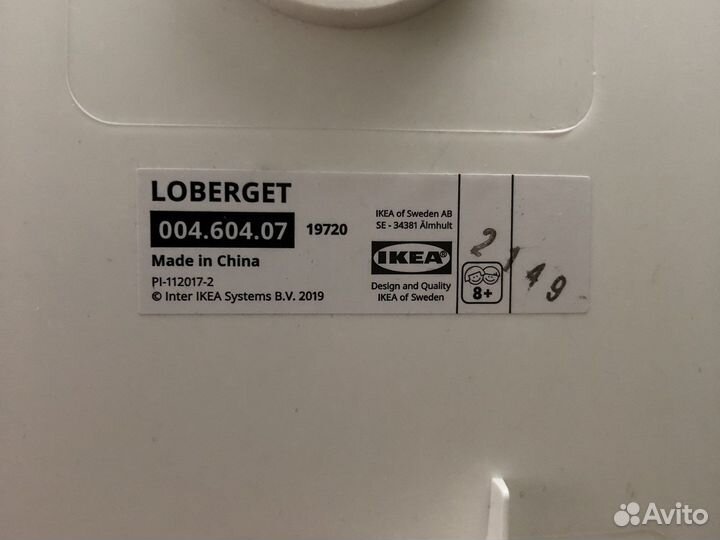 LOBERGET
004.604.07 19720
Made in China
PI-112017-2
© Inter IKEA Systems B.V. 2019
IKEA of Sweden AB
SE - 34381 Älmhult
IKEA®
Design and Quality
IKEA of Sweden
8+
2149
Avito